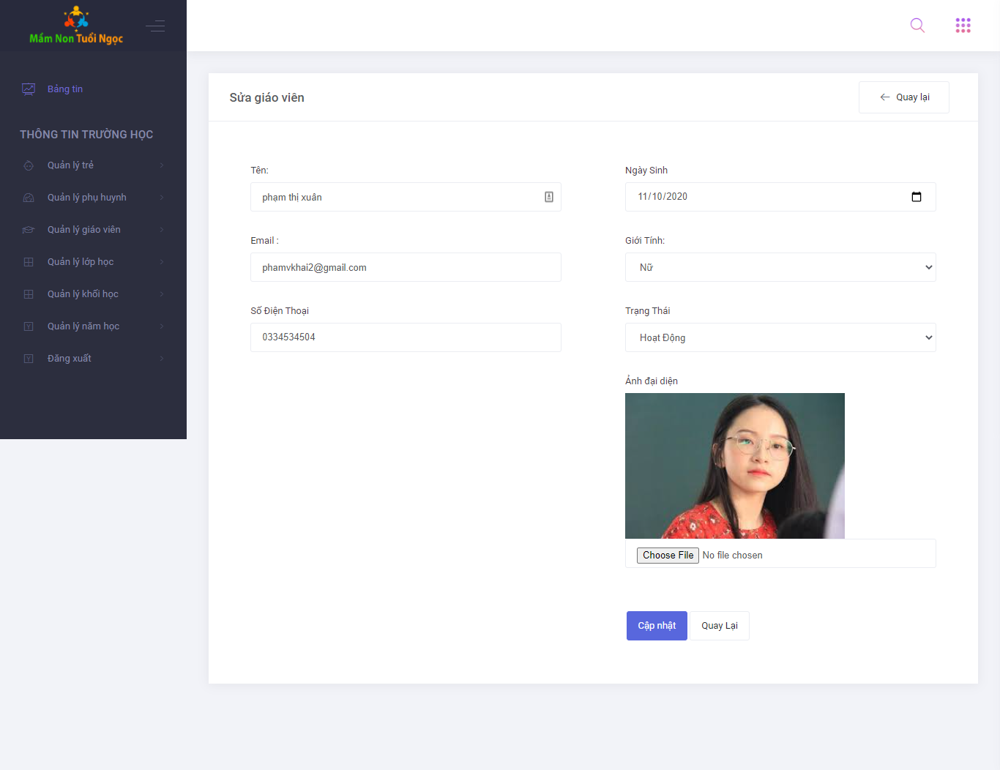 Mầm Non Tuổi Ngọc
Bảng tin
THÔNG TIN TRƯỜNG HỌC
Quản lý trẻ
Quản lý phụ huynh
Quản lý giáo viên
Quản lý lớp học
Quản lý khối học
Quản lý năm học
Đăng xuất
Sửa giáo viên
Quay lại
Tên:
phạm thị xuân
Email :
phamvkhai2@gmail.com
Số Điện Thoại
0334534504
Ngày Sinh
11/10/2020
Giới Tính:
Nữ
Trạng Thái
Hoạt Động
Ảnh đại diện
Choose File No file chosen
Cập nhật Quay Lại